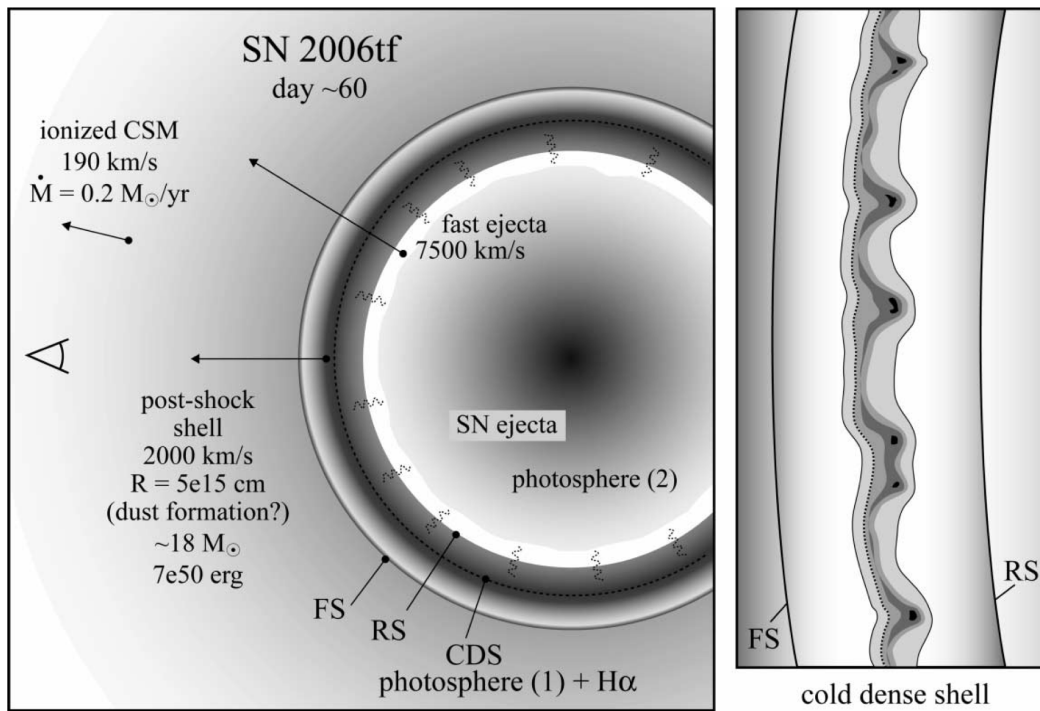 SN 2006tf
day ~60
ionized CSM
190 km/s
Ṁ = 0.2 M☉/yr
fast ejecta
7500 km/s
post-shock
shell
2000 km/s
R = 5e15 cm
(dust formation?)
~18 M☉
7e50 erg
SN ejecta
photosphere (2)
FS
RS
CDS
photosphere (1) + Hα
FS
RS
cold dense shell